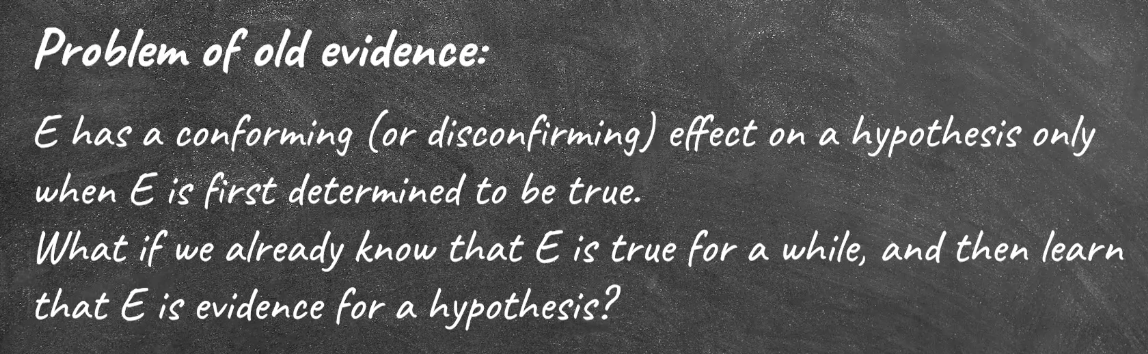 Problem of old evidence:
E has a conforming (or disconfirming) effect on a hypothesis only
when E is first determined to be true.
What if we already know that E is true for a while, and then learn
that E is evidence for a hypothesis?